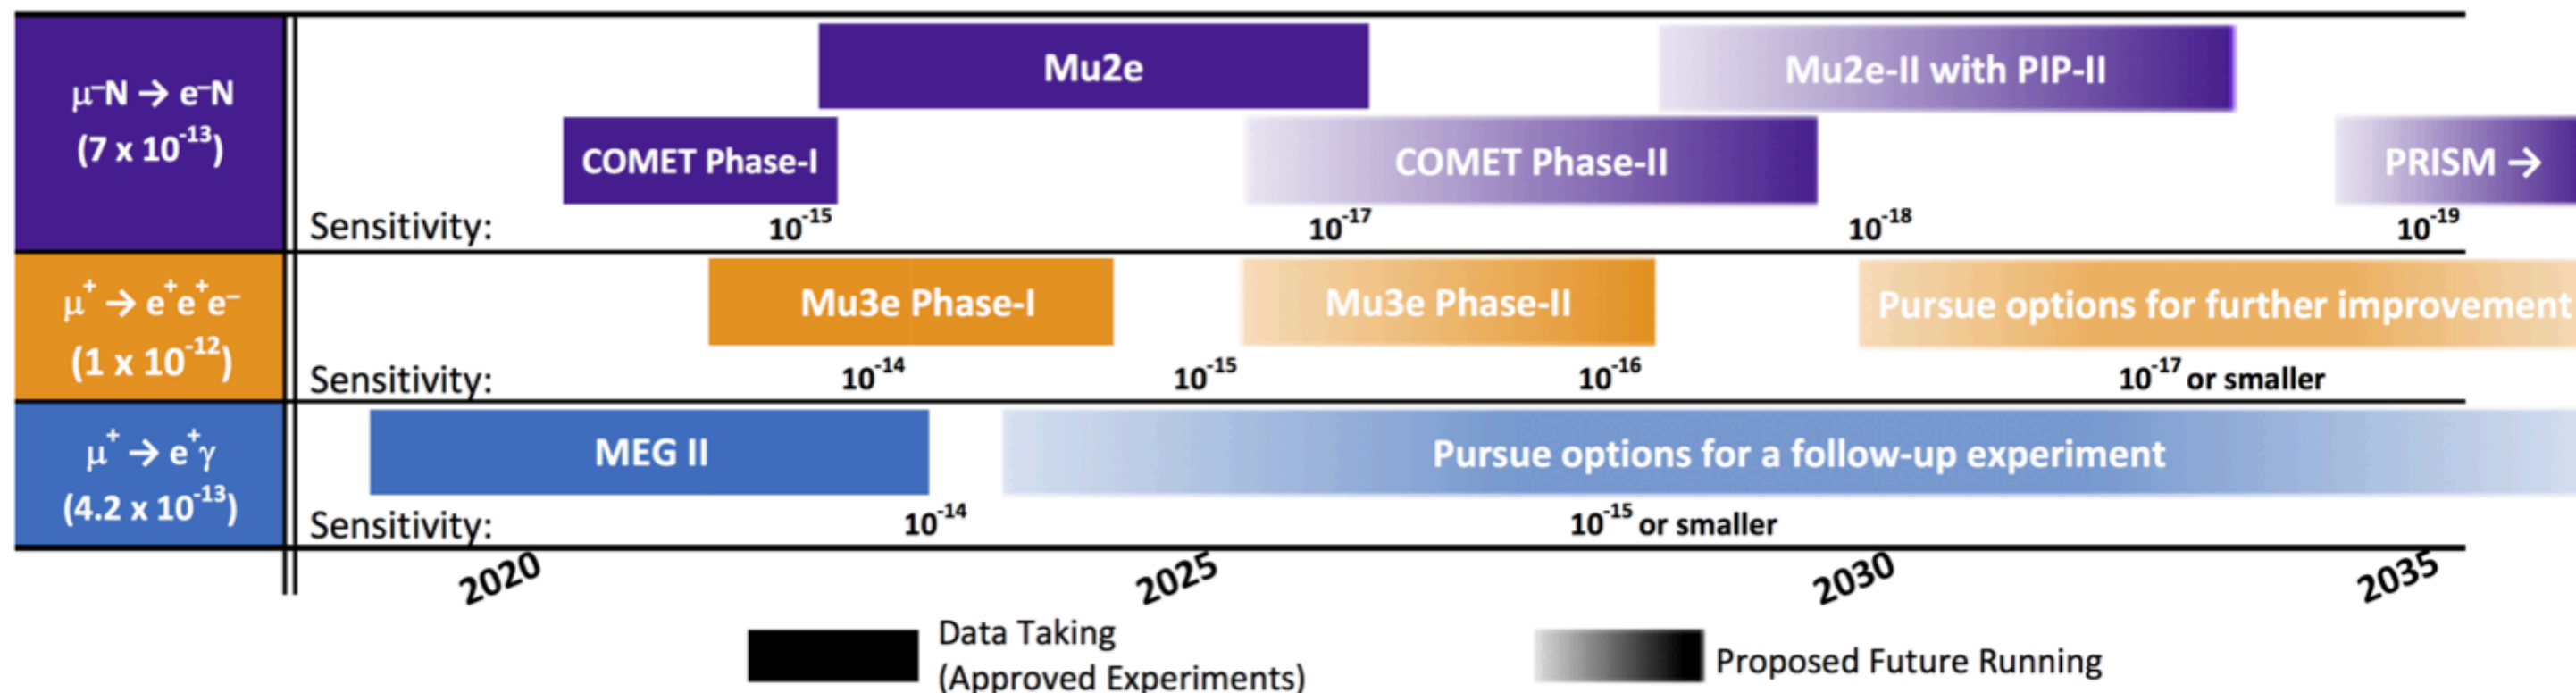 μ⁻N → e⁻N
(7 x 10⁻¹³)
Mu2e
Mu2e-II with PIP-II
COMET Phase-I
COMET Phase-II
PRISM →
Sensitivity:
10⁻¹⁵
10⁻¹⁷
10⁻¹⁸
10⁻¹⁹
μ⁺ → e⁺e⁺e⁻
(1 x 10⁻¹²)
Mu3e Phase-I
Mu3e Phase-II
Pursue options for further improvement
Sensitivity:
10⁻¹⁴
10⁻¹⁵
10⁻¹⁶
10⁻¹⁷ or smaller
μ⁺ → e⁺γ
(4.2 x 10⁻¹³)
MEG II
Pursue options for a follow-up experiment
Sensitivity:
10⁻¹⁴
10⁻¹⁵ or smaller
2020
2025
2030
2035
Data Taking
(Approved Experiments)
Proposed Future Running